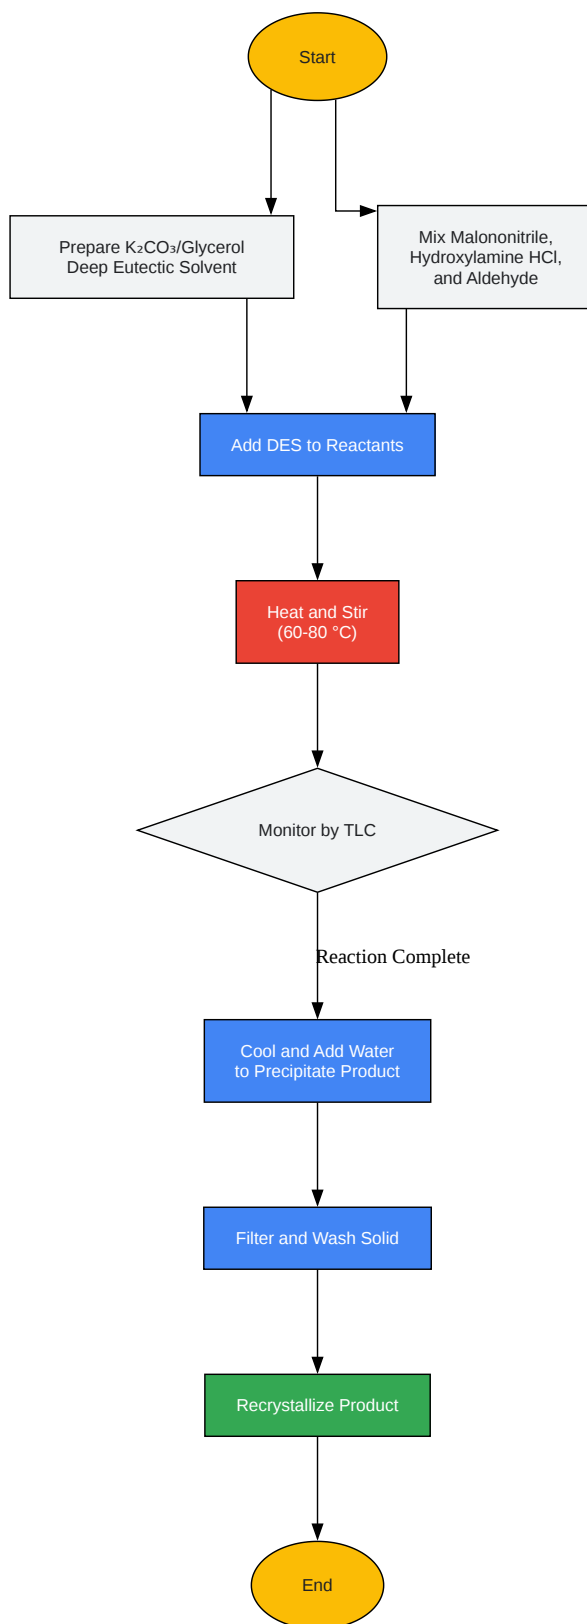 Start
Prepare K₂CO₃/Glycerol
Deep Eutectic Solvent
Mix Malononitrile,
Hydroxylamine HCl,
and Aldehyde
Add DES to Reactants
Heat and Stir
(60-80 °C)
Monitor by TLC
Reaction Complete
Cool and Add Water
to Precipitate Product
Filter and Wash Solid
Recrystallize Product
End